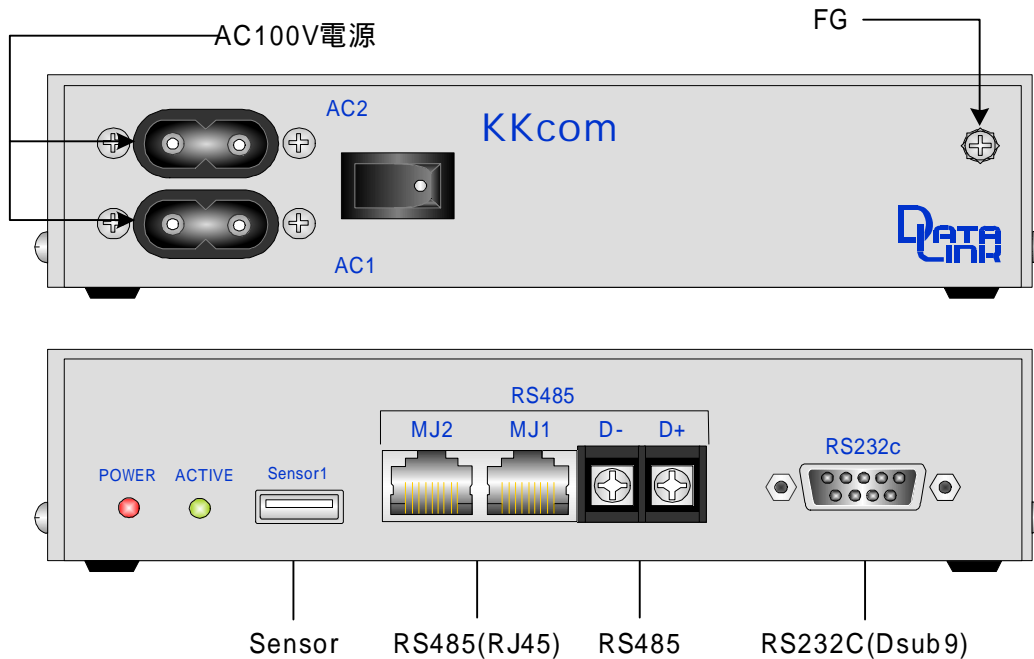 AC100V電源
FG
AC2
KKcom
AC1
DATA
LINK
RS485
MJ2 MJ1 D- D+
RS232c
POWER ACTIVE Sensor1
Sensor RS485(RJ45) RS485 RS232C(Dsub9)